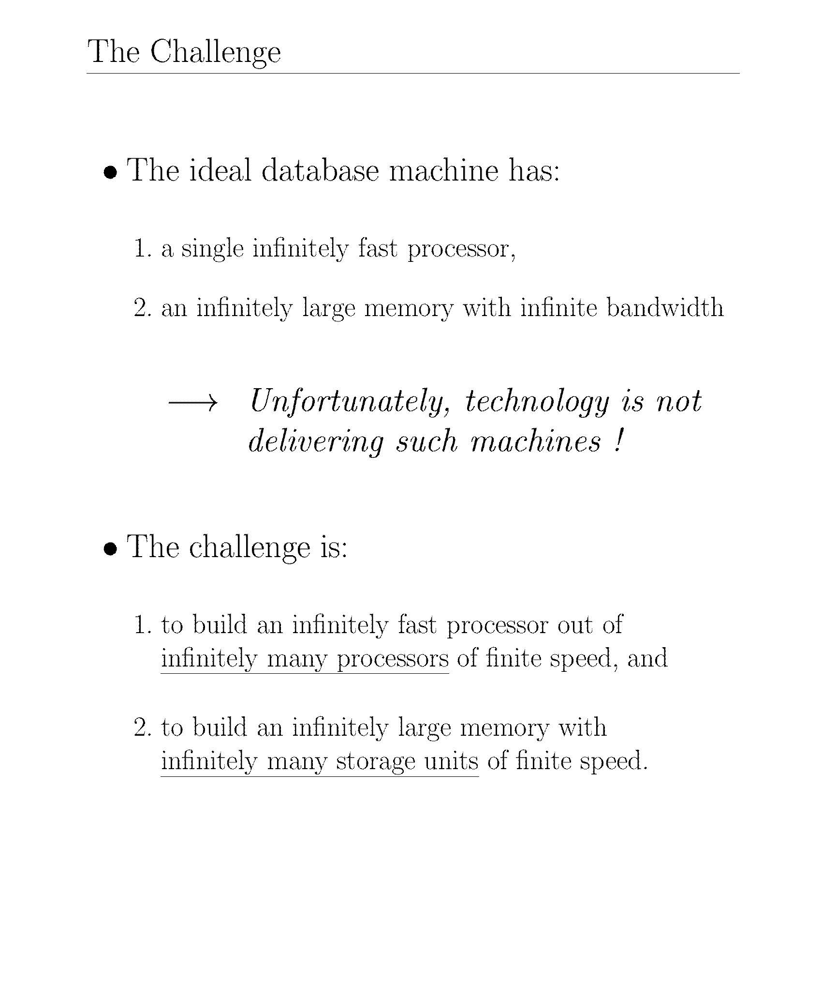 The Challenge
• The ideal database machine has:
1. a single infinitely fast processor,
2. an infinitely large memory with infinite bandwidth
⟶ Unfortunately, technology is not
delivering such machines !
• The challenge is:
1. to build an infinitely fast processor out of
infinitely many processors of finite speed, and
2. to build an infinitely large memory with
infinitely many storage units of finite speed.